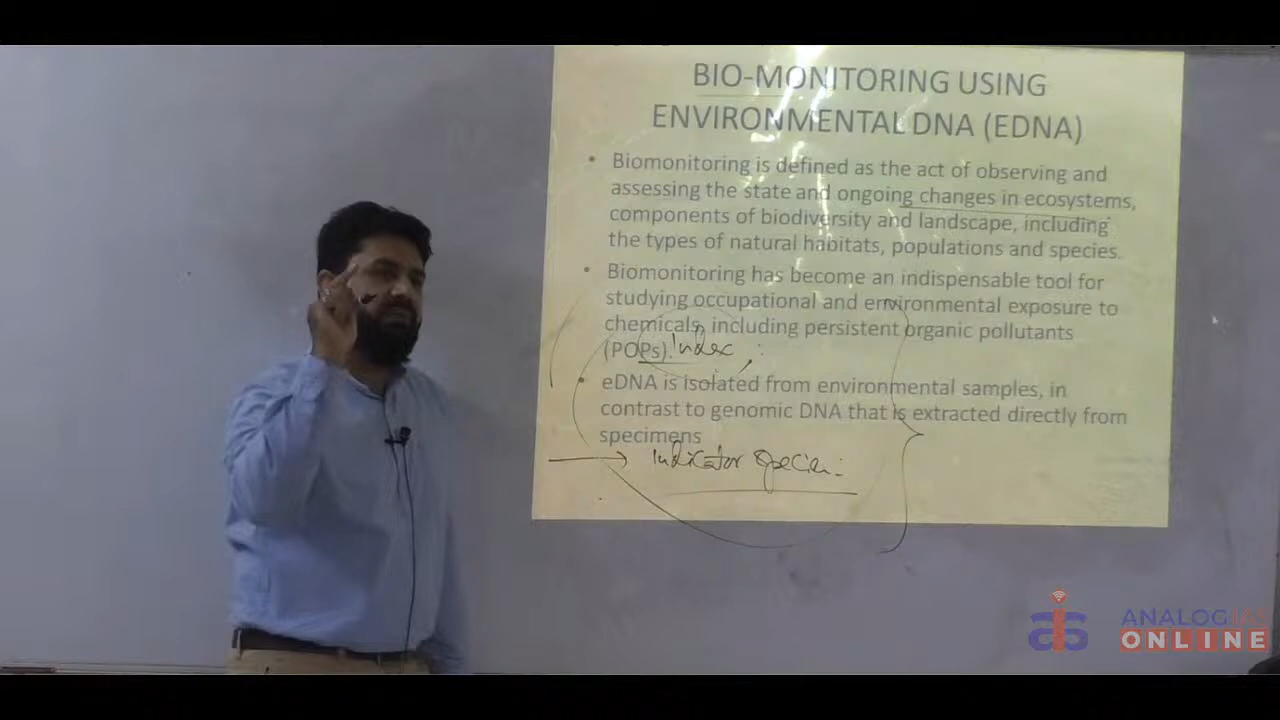 BIO-MONITORING USING
ENVIRONMENTAL DNA (EDNA)
• Biomonitoring is defined as the act of observing and
assessing the state and ongoing changes in ecosystems,
components of biodiversity and landscape, including
the types of natural habitats, populations and species.
• Biomonitoring has become an indispensable tool for
studying occupational and environmental exposure to
chemicals, including persistent organic pollutants
(POPs). Index :
• eDNA is isolated from environmental samples, in
contrast to genomic DNA that is extracted directly from
specimens
Indicator
ANALOG IAS
ONLINE